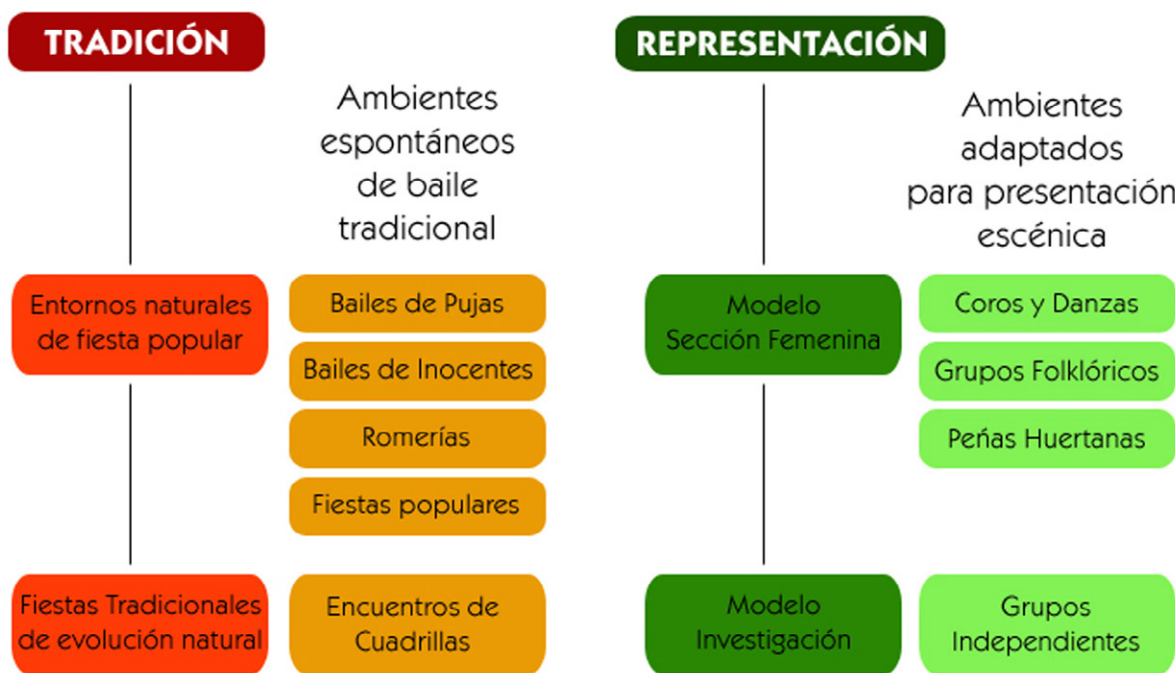 TRADICIÓN
Ambientes
espontáneos
de baile
tradicional
Entornos naturales
de fiesta popular
Bailes de Pujas
Bailes de Inocentes
Romerías
Fiestas populares
Fiestas Tradicionales
de evolución natural
Encuentros de
Cuadrillas
REPRESENTACIÓN
Ambientes
adaptados
para presentación
escénica
Modelo
Sección Femenina
Coros y Danzas
Grupos Folklóricos
Peñas Huertanas
Modelo
Investigación
Grupos
Independientes